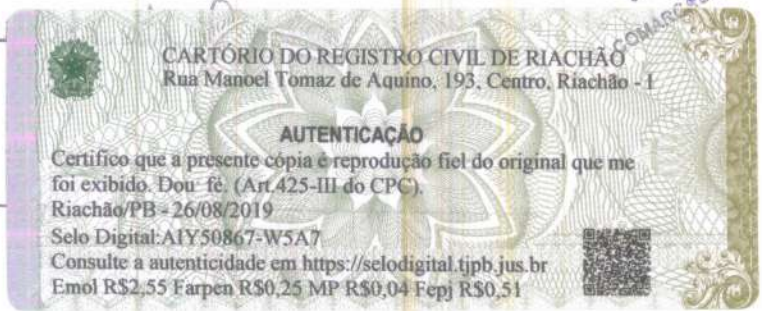 COMARC
CARTÓRIO DO REGISTRO CIVIL DE RIACHÃO
Rua Manoel Tomaz de Aquino, 193, Centro, Riachão - I
AUTENTICAÇÃO
Certifico que a presente cópia é reprodução fiel do original que me
foi exibido. Dou fé. (Art.425-III do CPC).
Riachão/PB - 26/08/2019
Selo Digital:AIY50867-W5A7
Consulte a autenticidade em https://selodigital.tjpb.jus.br
Emol R$2,55 Farpen R$0,25 MP R$0,04 Fepj R$0,51